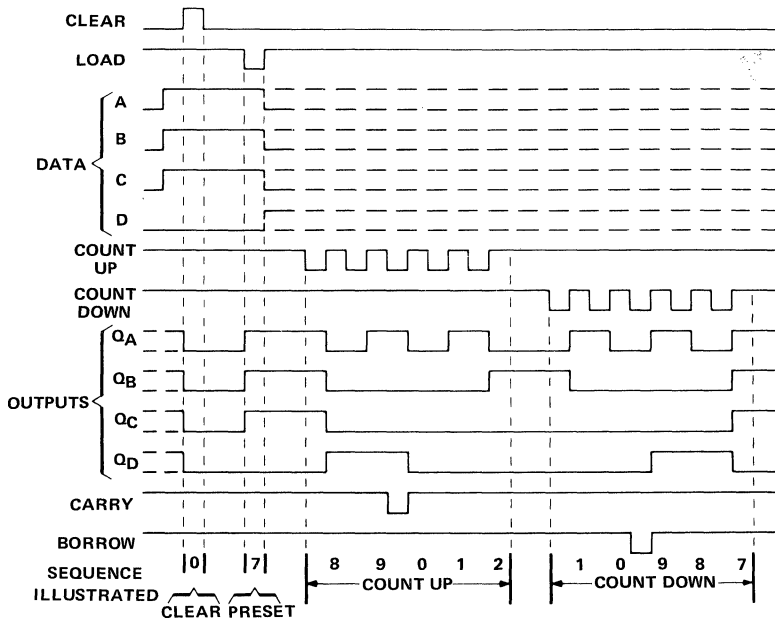 CLEAR
LOAD
A
B
DATA
C
D
COUNT
UP
COUNT
DOWN
QA
QB
OUTPUTS
QC
QD
CARRY
BORROW
SEQUENCE
ILLUSTRATED
0 7 8 9 0 1 2 1 0 9 8 7
COUNT UP COUNT DOWN
CLEAR PRESET